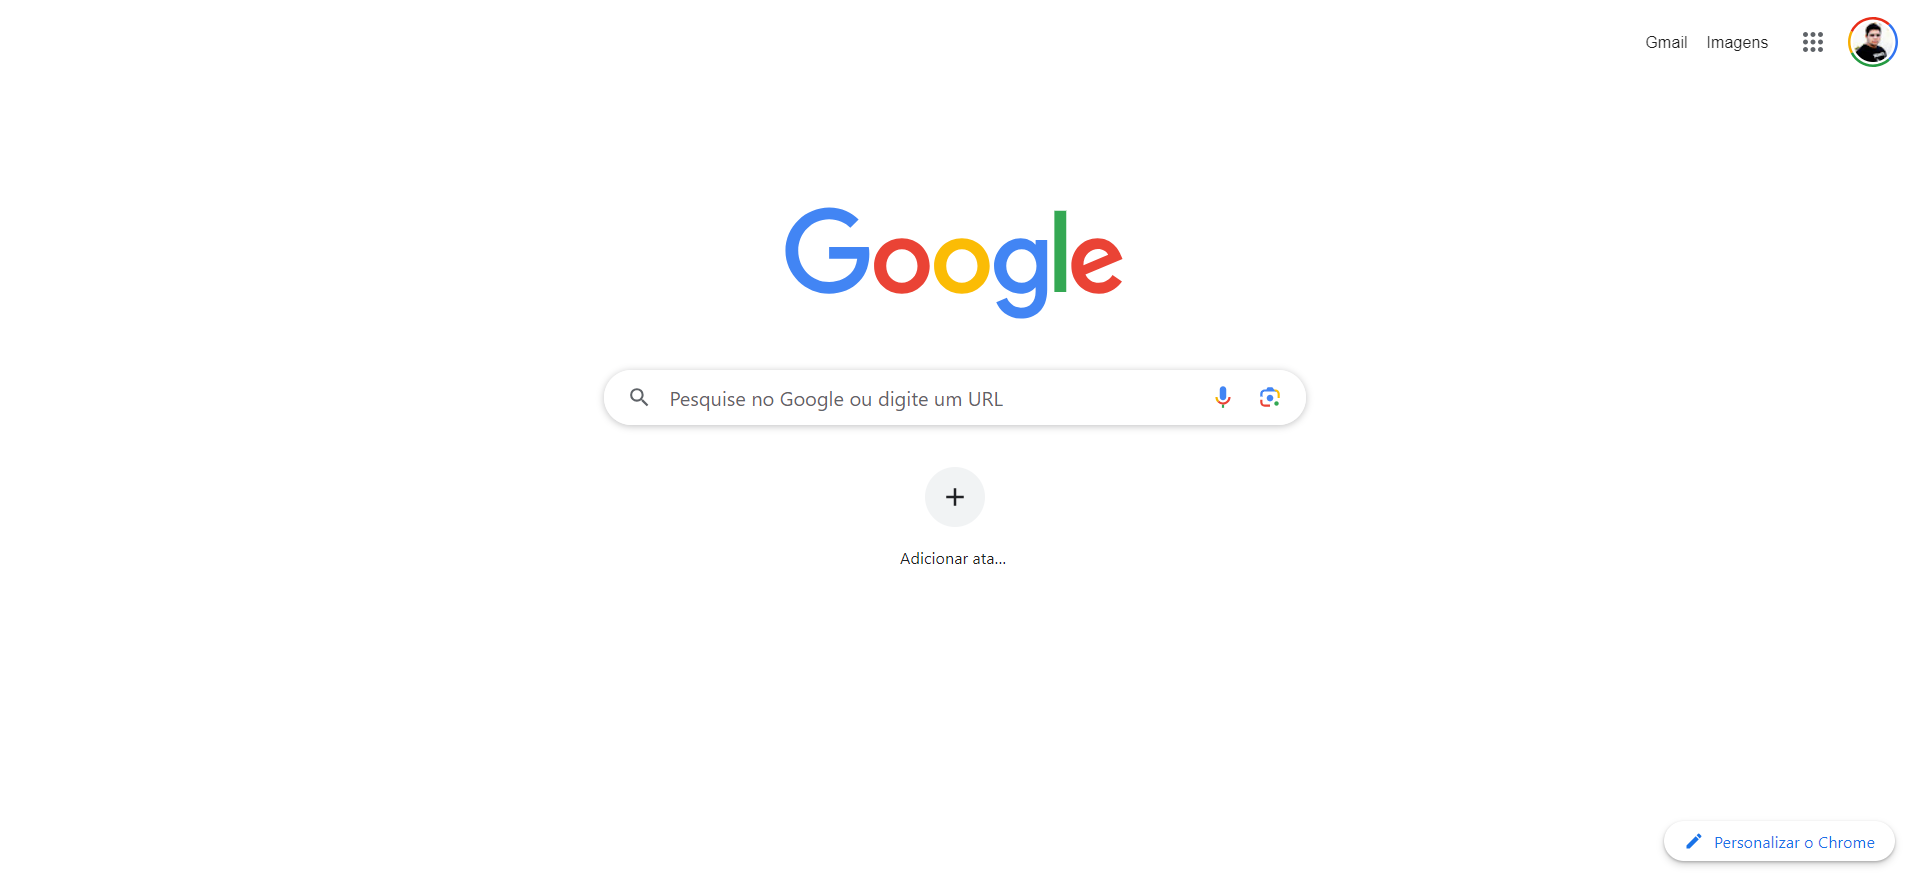 Gmail Imagens
Google
Pesquise no Google ou digite um URL
Adicionar ata...
Personalizar o Chrome